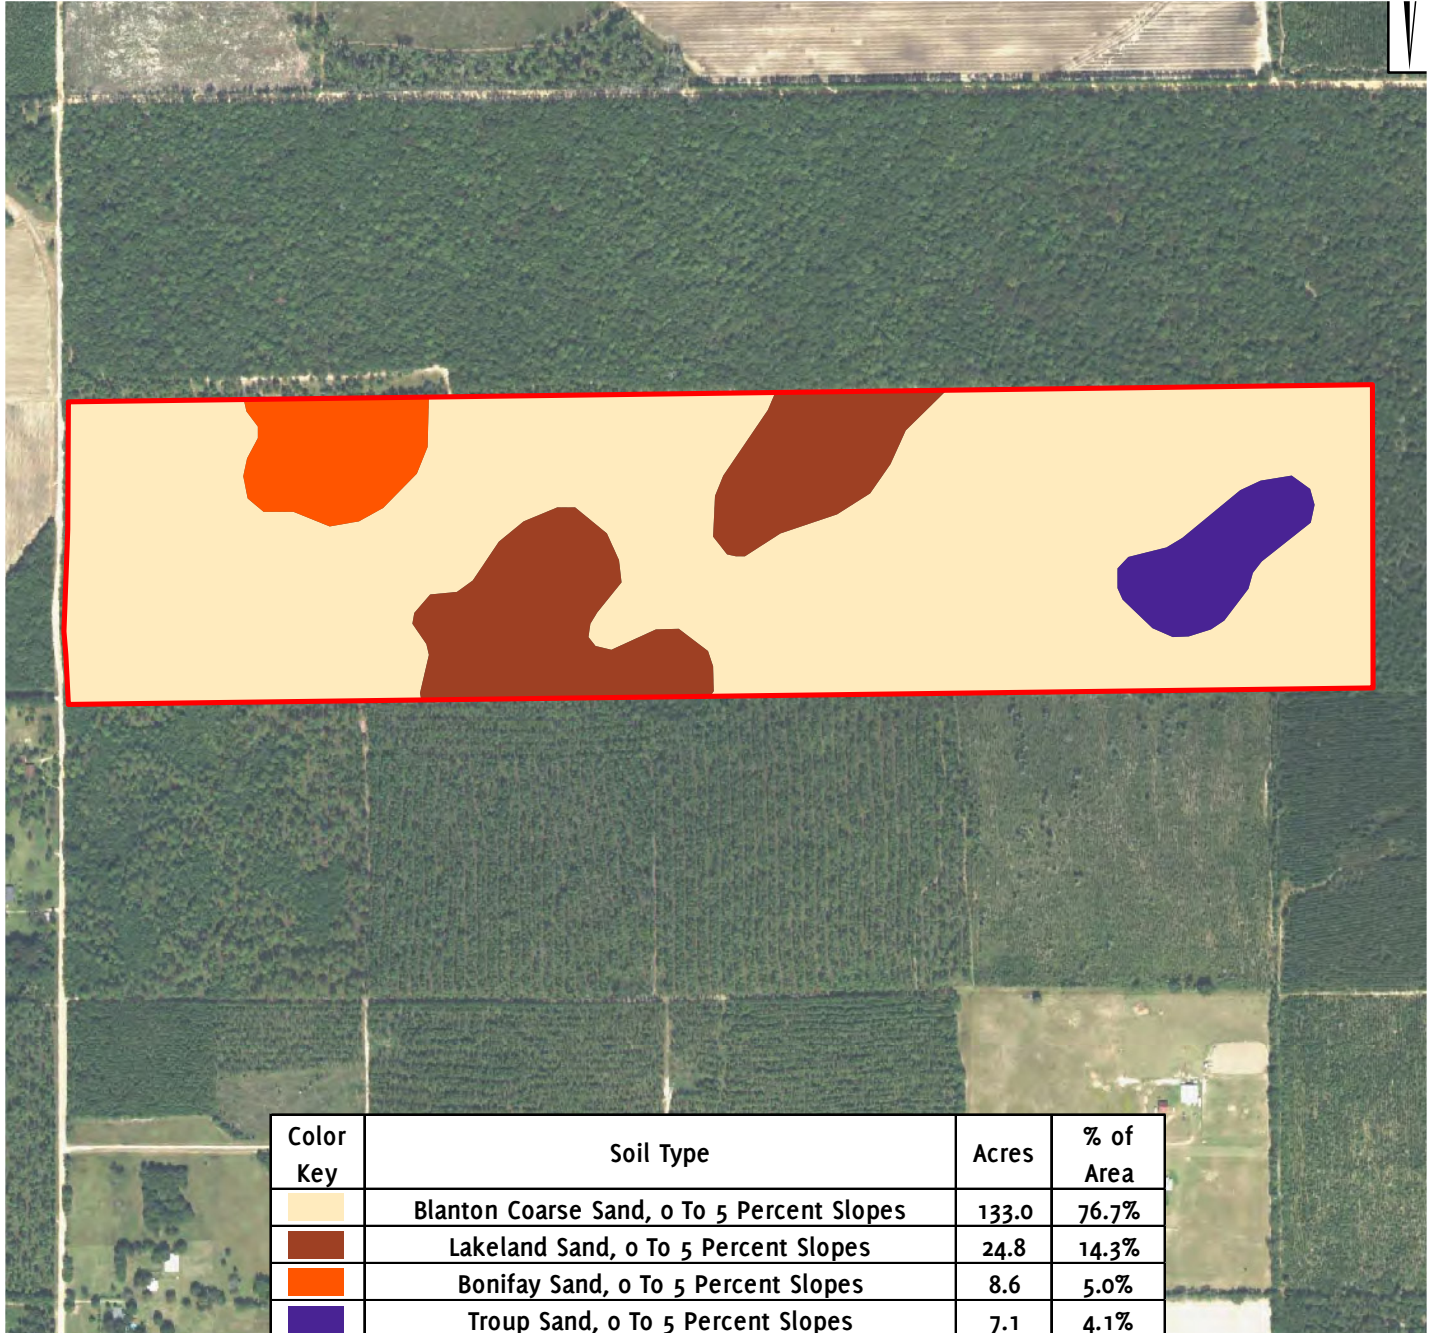 Color Key Soil Type Acres % of Area
Blanton Coarse Sand, 0 To 5 Percent Slopes 133.0 76.7%
Lakeland Sand, 0 To 5 Percent Slopes 24.8 14.3%
Bonifay Sand, 0 To 5 Percent Slopes 8.6 5.0%
Troup Sand, 0 To 5 Percent Slopes 7.1 4.1%